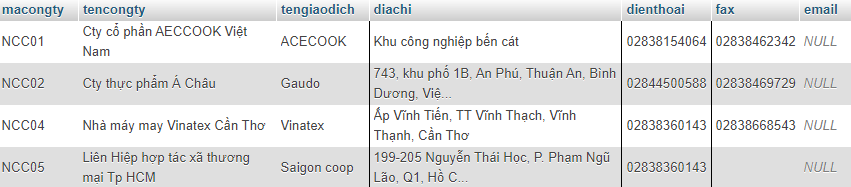 macongty tencongty tengiaodich diachi dienthoai fax email
NCC01 Cty cổ phần AECCOOK Việt Nam ACECOOK Khu công nghiệp bến cát 02838154064 02838462342 NULL
NCC02 Cty thực phẩm Á Châu Gaudo 743, khu phố 1B, An Phú, Thuận An, Bình Dương, Việ... 02844500588 02838469729 NULL
NCC04 Nhà máy may Vinatex Cần Thơ Vinatex Ấp Vĩnh Tiến, TT Vĩnh Thạch, Vĩnh Thạnh, Cần Thơ 02838360143 02838668543 NULL
NCC05 Liên Hiệp hợp tác xã thương mại Tp HCM Saigon coop 199-205 Nguyễn Thái Học, P. Phạm Ngũ Lão, Q1, Hồ C... 02838360143 NULL